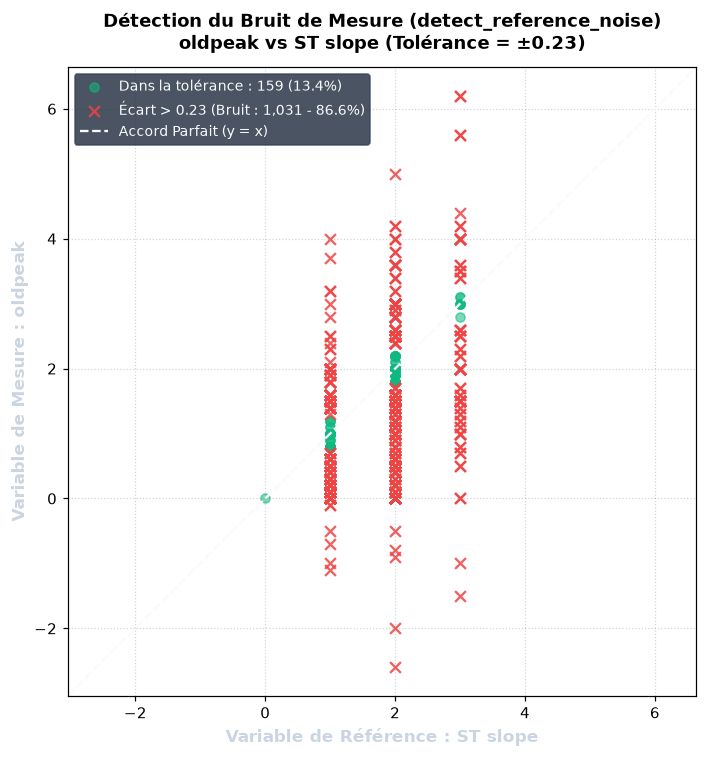 Détection du Bruit de Mesure (detect_reference_noise)
oldpeak vs ST slope (Tolérance = ±0.23)
Dans la tolérance : 159 (13.4%)
Écart > 0.23 (Bruit : 1,031 - 86.6%)
Accord Parfait (y = x)
Variable de Mesure : oldpeak
6
4
2
0
−2
−2
0
2
4
6
Variable de Référence : ST slope